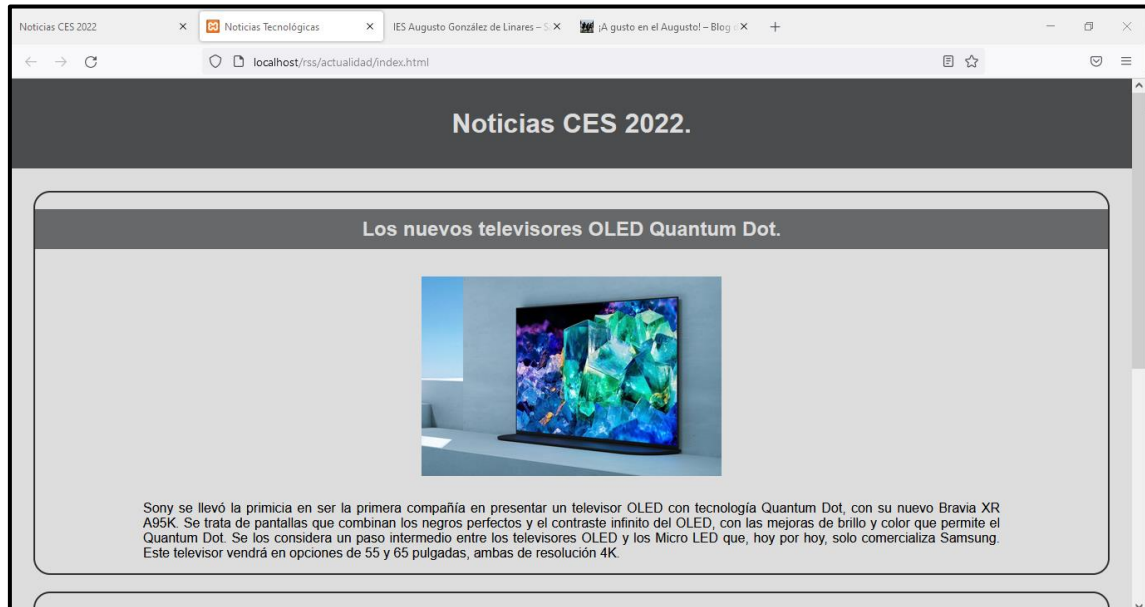 Noticias CES 2022
Noticias Tecnológicas
IES Augusto González de Linares – S
¡A gusto en el Augusto! – Blog
localhost/rss/actualidad/index.html
Noticias CES 2022.
Los nuevos televisores OLED Quantum Dot.
Sony se llevó la primicia en ser la primera compañía en presentar un televisor OLED con tecnología Quantum Dot, con su nuevo Bravia XR
A95K. Se trata de pantallas que combinan los negros perfectos y el contraste infinito del OLED, con las mejoras de brillo y color que permite el
Quantum Dot. Se los considera un paso intermedio entre los televisores OLED y los Micro LED que, hoy por hoy, solo comercializa Samsung.
Este televisor vendrá en opciones de 55 y 65 pulgadas, ambas de resolución 4K.